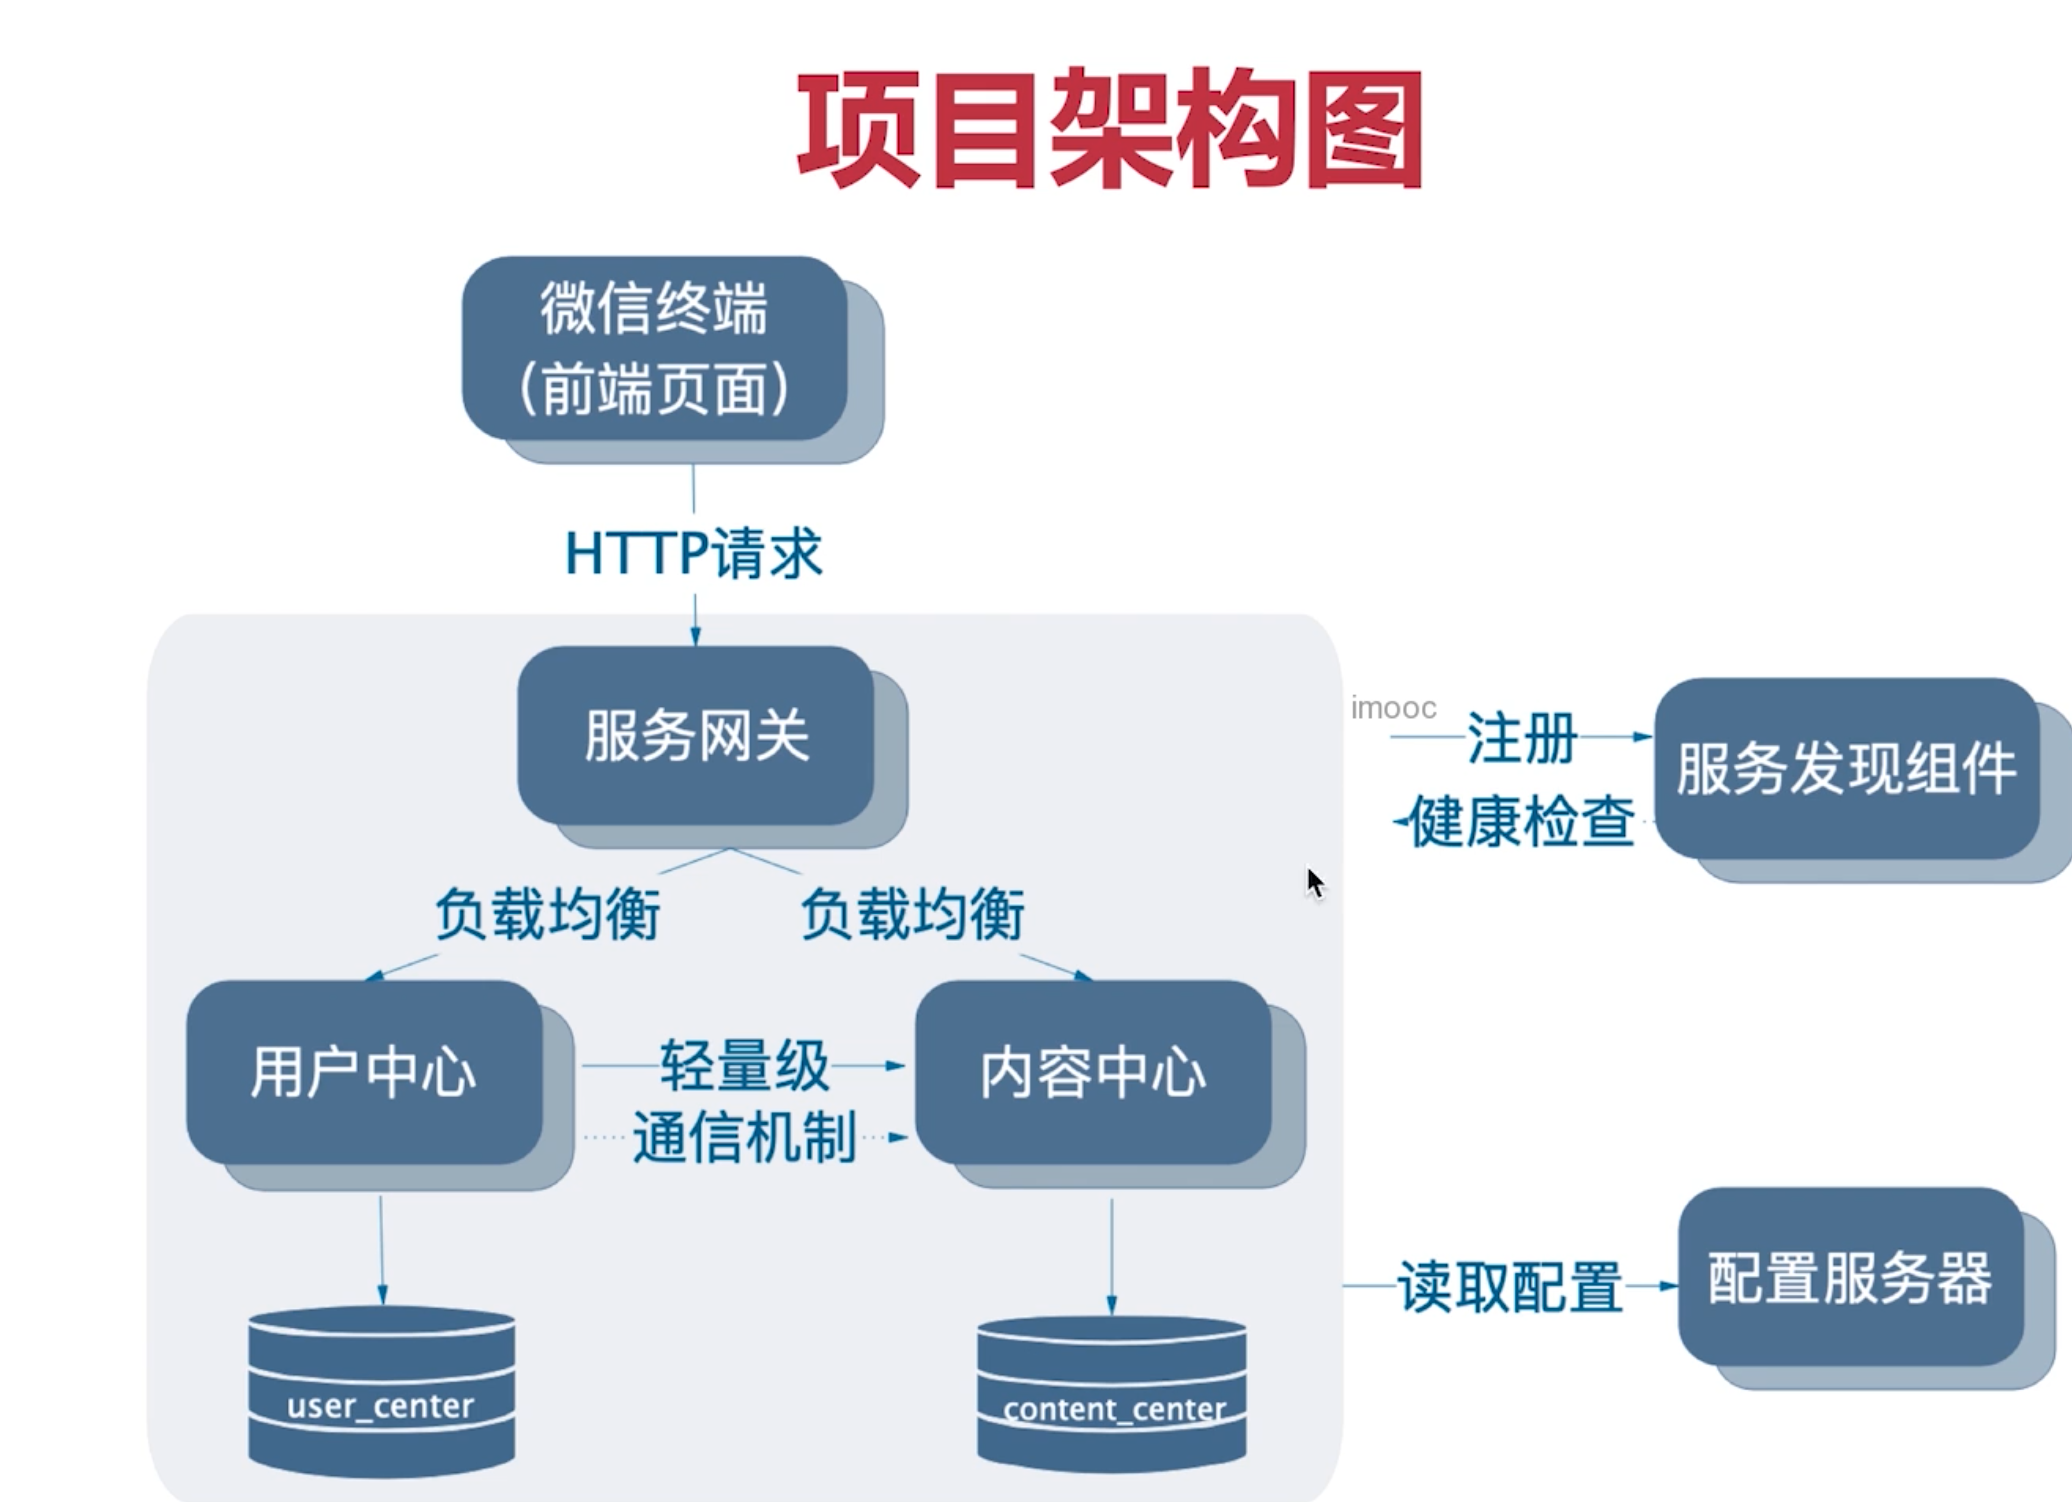 项目架构图
微信终端
(前端页面)
HTTP请求
服务网关
imooc
注册
服务发现组件
健康检查
负载均衡
负载均衡
用户中心
轻量级
通信机制
内容中心
读取配置
配置服务器
user_center
content_center